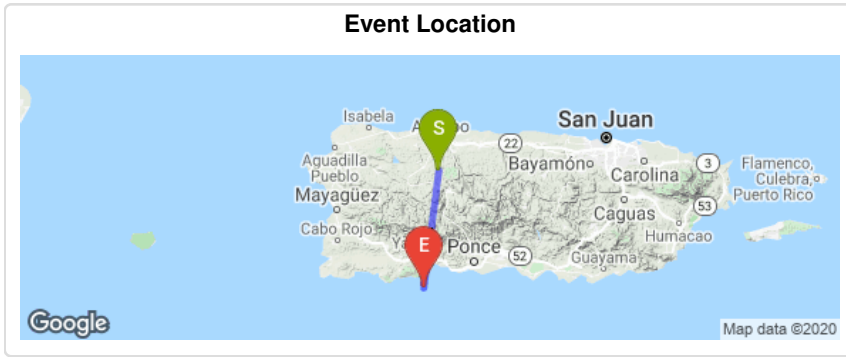 Event Location
Isabela
S
San Juan
22
Aguadilla
Pueblo
Bayamón
Carolina
3
Flamenco,
Culebra,
Puerto Rico
Mayagüez
Caguas
53
Cabo Rojo
E
Ponce
52
Guayama
Humacao
Google
Map data ©2020